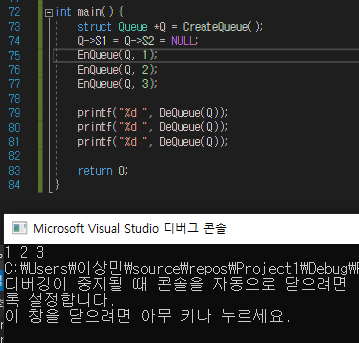 72 int main() {
73 struct Queue *Q = CreateQueue();
74 Q->S1 = Q->S2 = NULL;
75 EnQueue(Q, 1);
76 EnQueue(Q, 2);
77 EnQueue(Q, 3);
78
79 printf("%d ", DeQueue(Q));
80 printf("%d ", DeQueue(Q));
81 printf("%d ", DeQueue(Q));
82
83 return 0;
84 }
Microsoft Visual Studio 디버그 콘솔
1 2 3
C:₩Users₩이상민₩source₩repos₩Project1₩Debug₩
디버깅이 중지될 때 콘솔을 자동으로 닫으려면
록 설정합니다.
이 창을 닫으려면 아무 키나 누르세요.